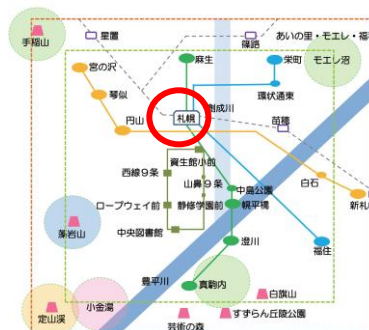 星置
篠路
あいの里・モエレ・福
手稲山
麻生
栄町
モエレ沼
宮の沢
琴似
環状通東
創成川
札幌
苗穂
円山
資生館小前
西線9条
山鼻9条
白石
中島公園
ロープウェイ前
静修学園前
幌平橋
新札
藻岩山
中央図書館
澄川
福住
豊平川
真駒内
定山渓
小金湯
白旗山
すずらん丘陵公園
芸術の森